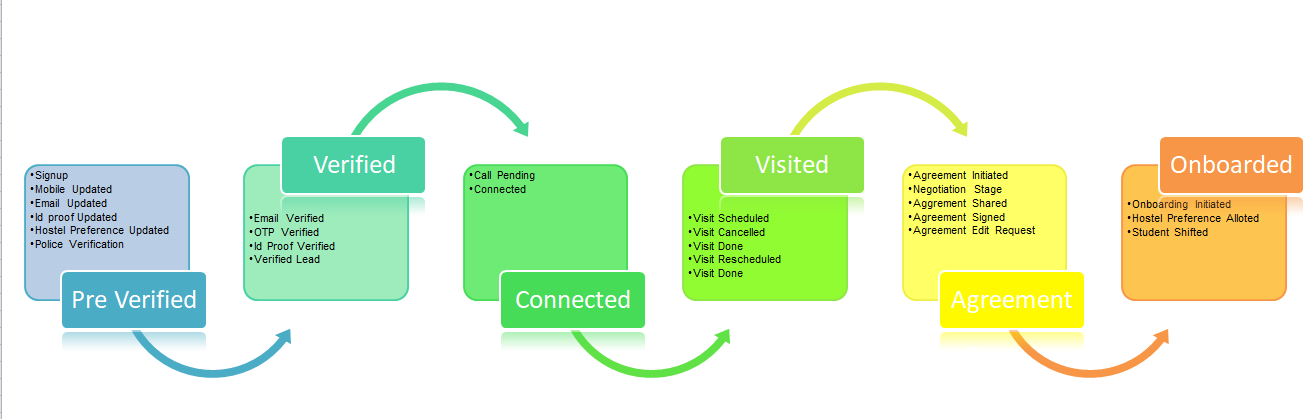 •Signup
•Mobile Updated
•Email Updated
•Id proof Updated
•Hostel Preference Updated
•Police Verification
Pre Verified
Verified
•Email Verified
•OTP Verified
•Id Proof Verified
•Verified Lead
•Call Pending
•Connected
Connected
Visited
•Visit Scheduled
•Visit Cancelled
•Visit Done
•Visit Rescheduled
•Visit Done
•Agreement Initiated
•Negotiation Stage
•Aggrement Shared
•Agreement Signed
•Agreement Edit Request
Agreement
Onboarded
•Onboarding Initiated
•Hostel Preference Alloted
•Student Shifted